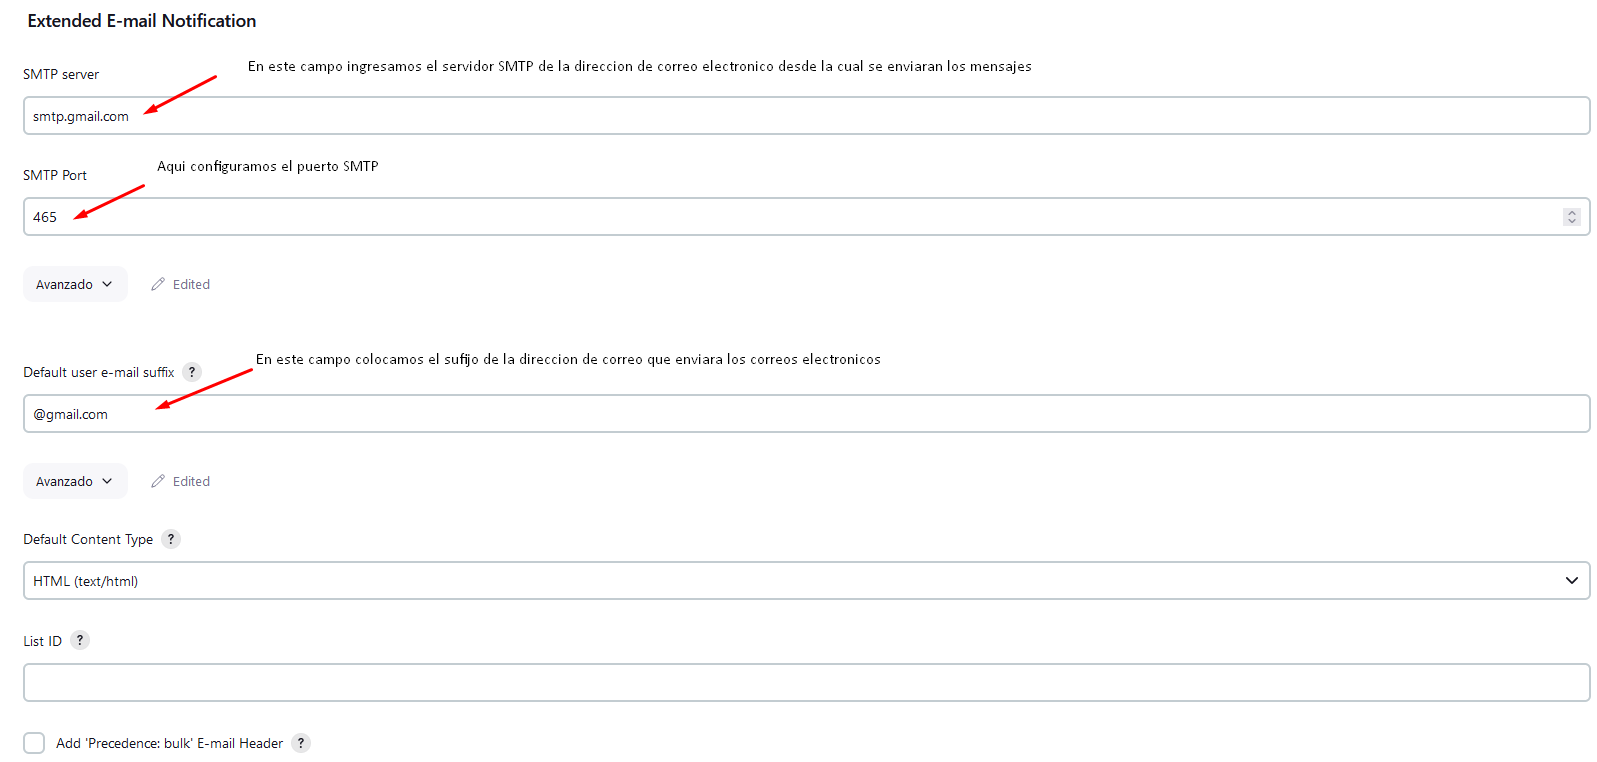 Extended E-mail Notification
En este campo ingresamos el servidor SMTP de la direccion de correo electronico desde la cual se enviaran los mensajes
SMTP server
smtp.gmail.com
Aqui configuramos el puerto SMTP
SMTP Port
465
Avanzado Edited
En este campo colocamos el sufijo de la direccion de correo que enviara los correos electronicos
Default user e-mail suffix ?
@gmail.com
Avanzado Edited
Default Content Type ?
HTML (text/html)
List ID ?
Add 'Precedence: bulk' E-mail Header ?